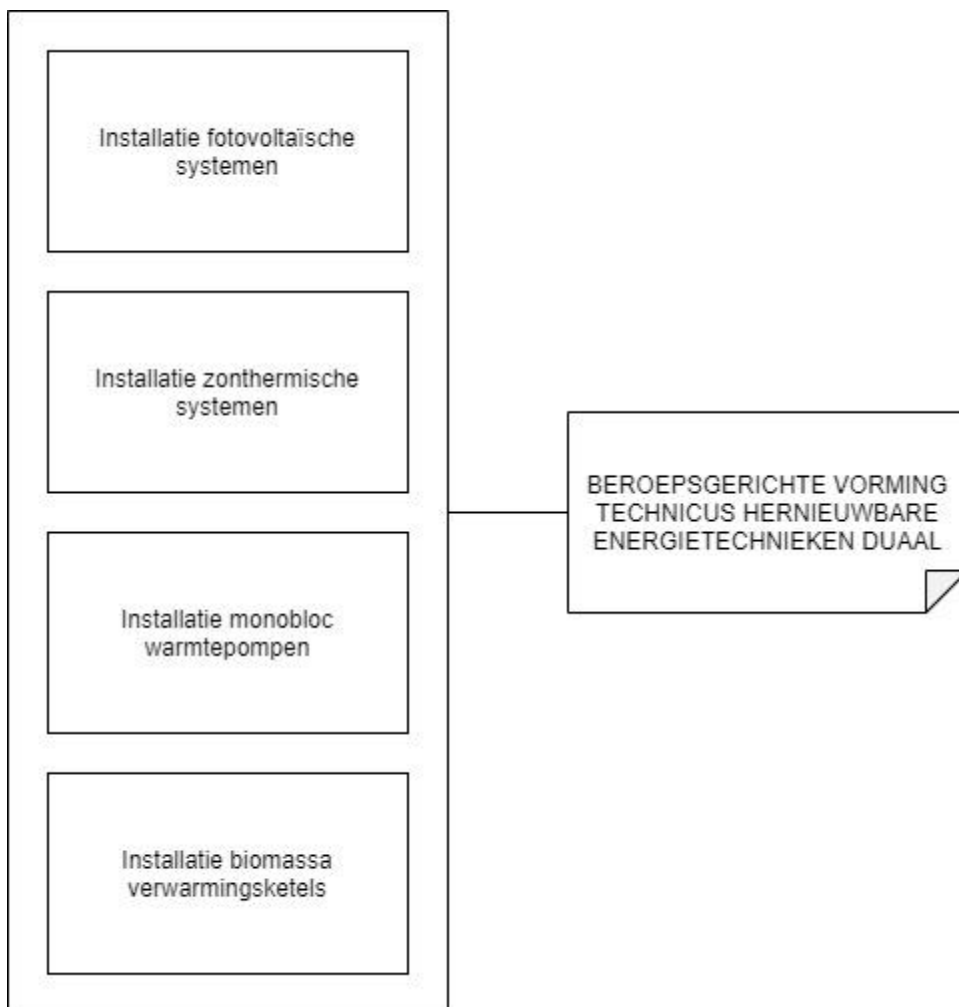 Installatie fotovoltaïsche
systemen
Installatie zonthermische
systemen
Installatie monobloc
warmtepompen
Installatie biomassa
verwarmingsketels
BEROEPSGERICHTE VORMING
TECHNICUS HERNIEUWBARE
ENERGIETECHNIEKEN DUAAL